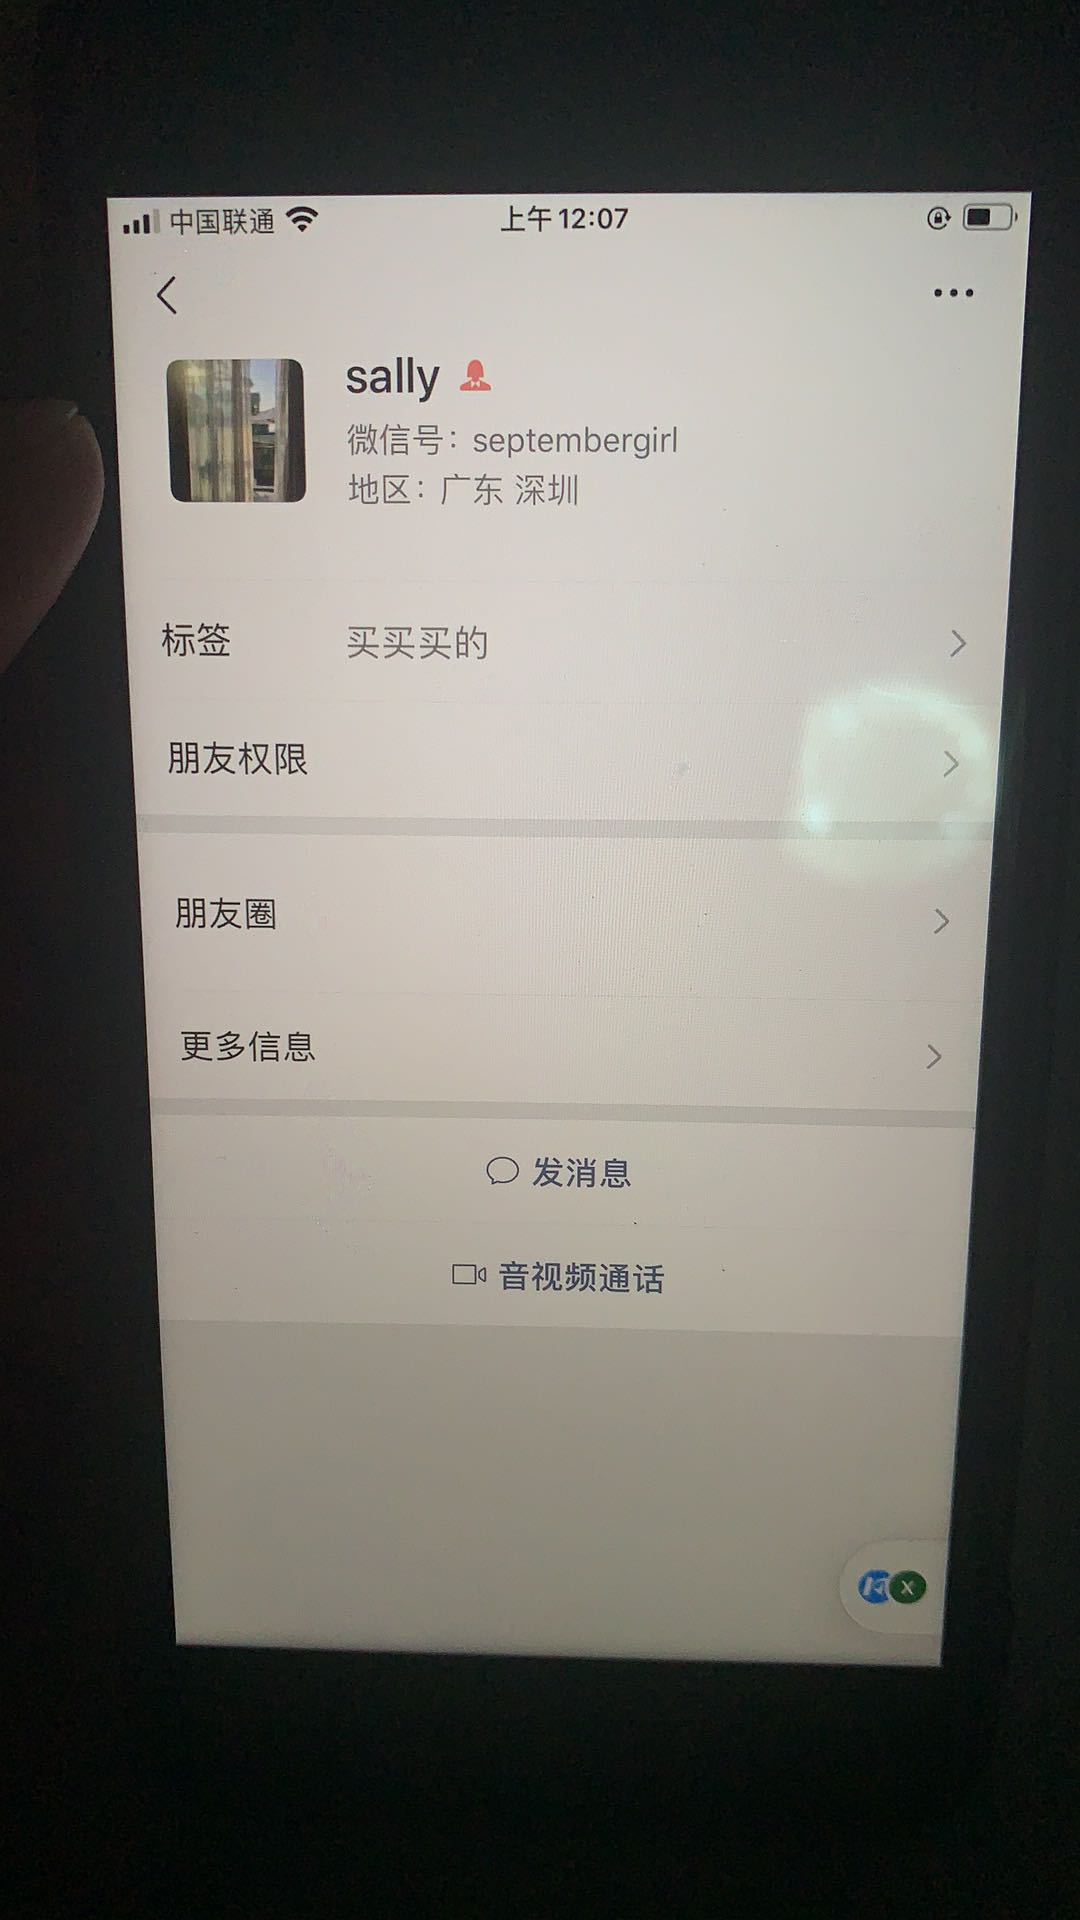 中国联通
上午12:07
sally
微信号：septembergirl
地区：广东 深圳
标签 买买买的
朋友权限
朋友圈
更多信息
发消息
音视频通话
X